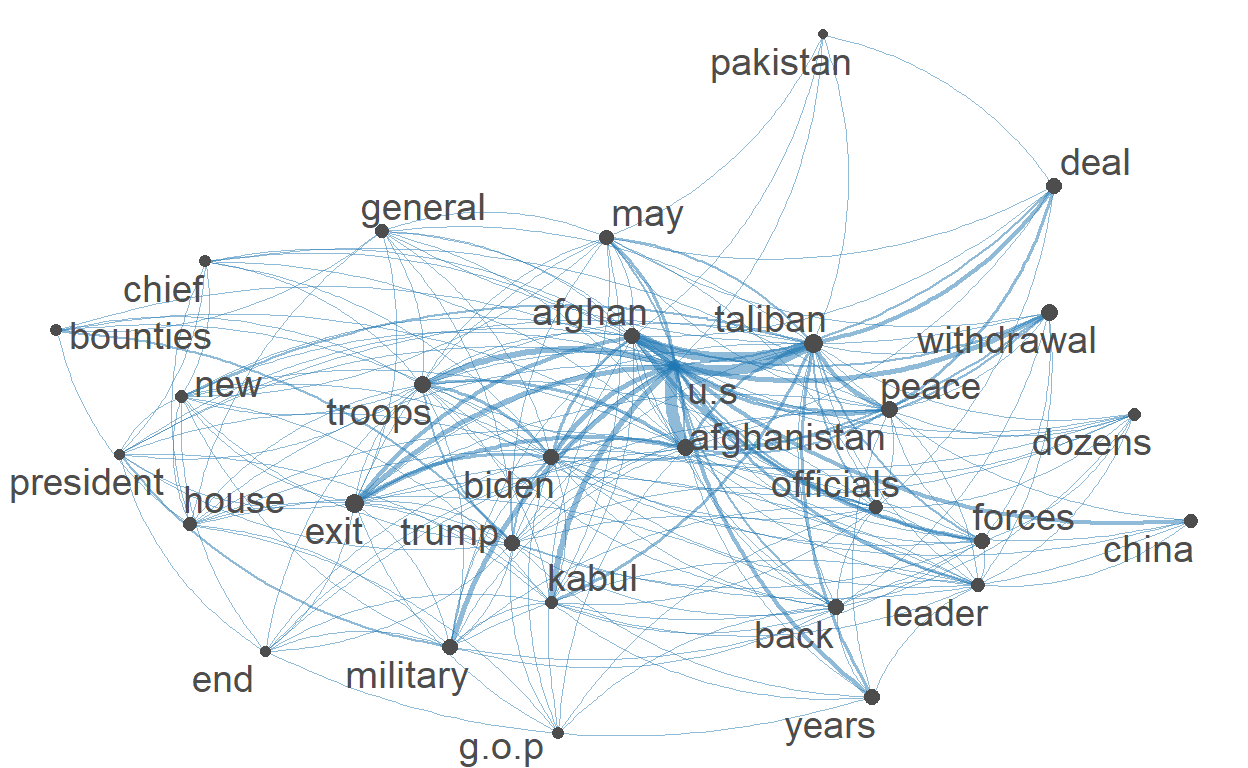 pakistan
deal
general
may
chief
afghan
taliban
bounties
withdrawal
new
u.s
peace
troops
afghanistan
dozens
president
biden
officials
house
exit
trump
forces
china
kabul
leader
back
end
military
years
g.o.p